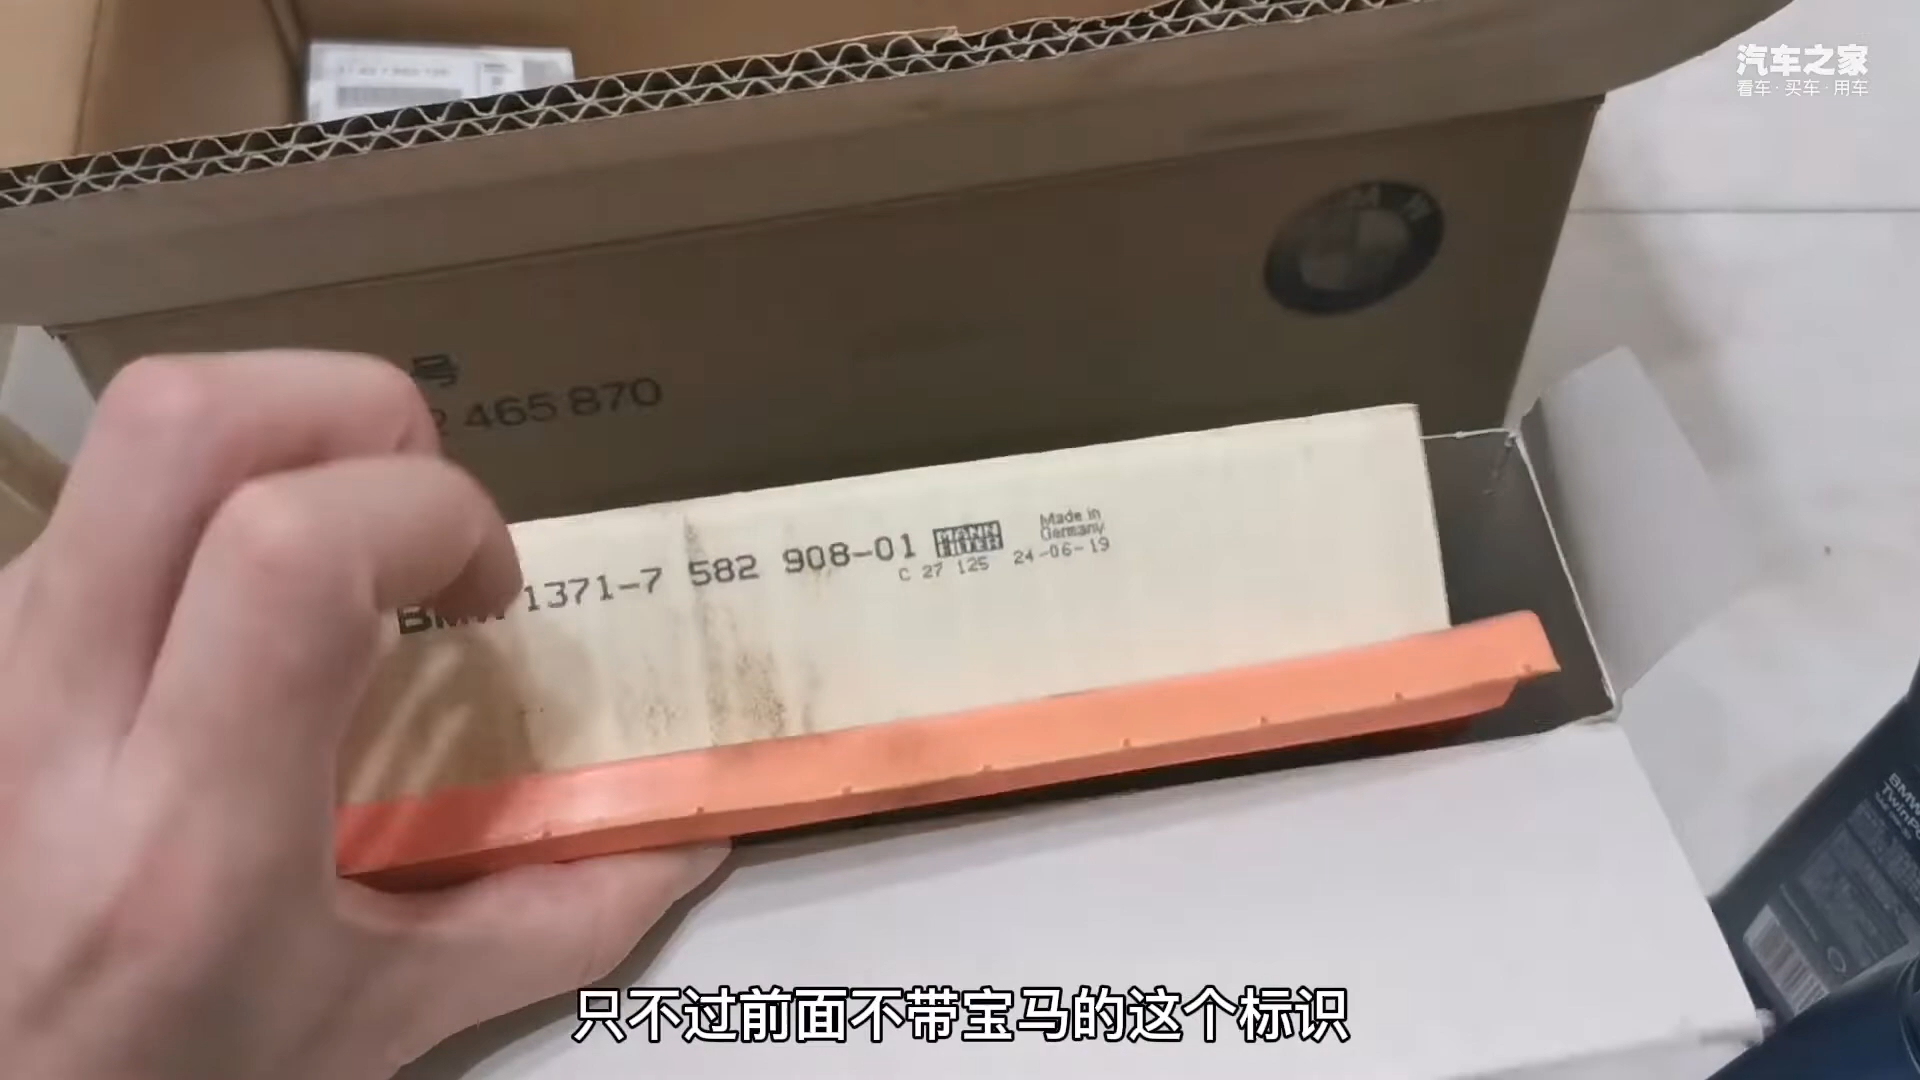 汽车之家
看车·买车·用车
号
2 465 870
BMW 1371-7 582 908-01 MANN FILTER Made in Germany
C 27 125 24-06-19
BMW
只不过前面不带宝马的这个标识